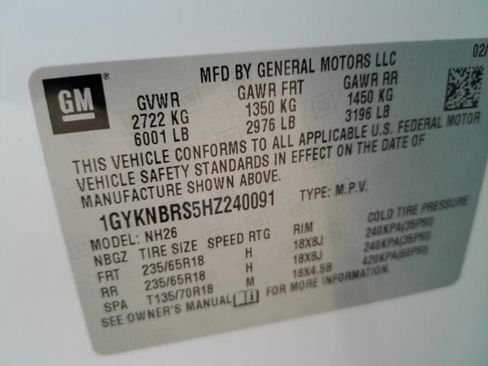 MFD BY GENERAL MOTORS LLC 02/
GM
GVWR GAWR FRT GAWR RR
2722 KG 1350 KG 1450 KG
6001 LB 2976 LB 3196 LB
THIS VEHICLE CONFORMS TO ALL APPLICABLE U.S. FEDERAL MOTOR
VEHICLE SAFETY STANDARDS IN EFFECT ON THE DATE OF
MANUFACTURE SHOWN ABOVE.
1GYKNBRS5HZ240091 TYPE: M.P.V.
MODEL: NH26
NBGZ TIRE SIZE SPEED RTG RIM COLD TIRE PRESSURE
FRT 235/65R18 H 18X8J 240KPA(35PSI)
RR 235/65R18 H 18X8J 240KPA(35PSI)
SPA T135/70R18 M 18X4.5B 420KPA(60PSI)
SEE OWNER'S MANUAL FOR MORE INFORMATION.